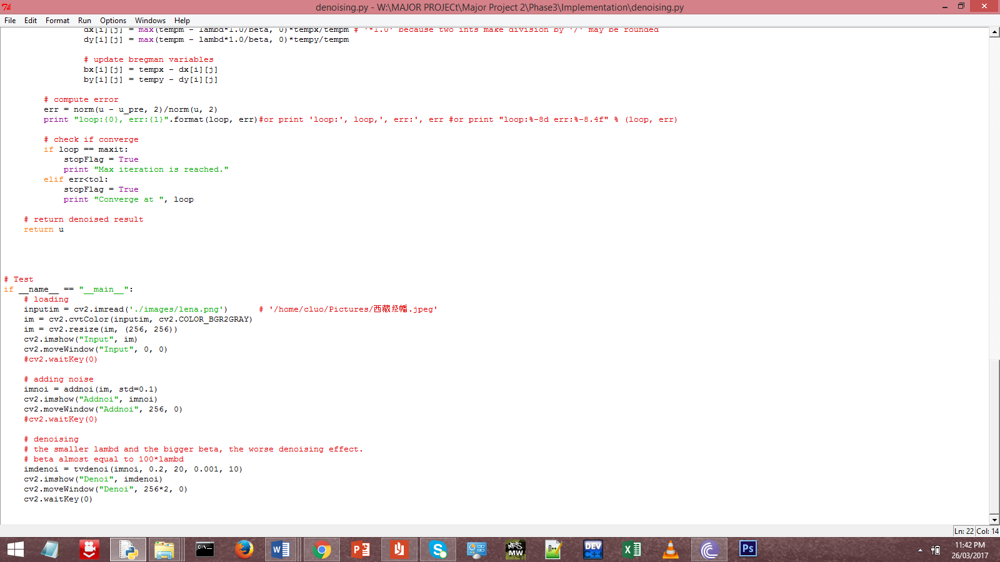 denoising.py - W:\MAJOR PROJECt\Major Project 2\Phase3\Implementation\denoising.py
File Edit Format Run Options Windows Help
dx[i][j] = max(tempm - lambd*1.0/beta, 0)*tempx/tempm # '*1.0' because two ints make division by '/' may be rounded
dy[i][j] = max(tempm - lambd*1.0/beta, 0)*tempy/tempm
# update bregman variables
bx[i][j] = tempx - dx[i][j]
by[i][j] = tempy - dy[i][j]
# compute error
err = norm(u - u_pre, 2)/norm(u, 2)
print "loop:{0}, err:{1}".format(loop, err)#or print 'loop:', loop,', err:', err #or print "loop:%-8d err:%-8.4f" % (loop, err)
# check if converge
if loop == maxit:
stopFlag = True
print "Max iteration is reached."
elif err<tol:
stopFlag = True
print "Converge at ", loop
# return denoised result
return u
# Test
if __name__ == "__main__":
# loading
inputim = cv2.imread('./images/lena.png') # '/home/cluo/Pictures/西藏经幡.jpeg'
im = cv2.cvtColor(inputim, cv2.COLOR_BGR2GRAY)
im = cv2.resize(im, (256, 256))
cv2.imshow("Input", im)
cv2.moveWindow("Input", 0, 0)
#cv2.waitKey(0)
# adding noise
imnoi = addnoi(im, std=0.1)
cv2.imshow("Addnoi", imnoi)
cv2.moveWindow("Addnoi", 256, 0)
#cv2.waitKey(0)
# denoising
# the smaller lambd and the bigger beta, the worse denoising effect.
# beta almost equal to 100*lambd
imdenoi = tvdenoi(imnoi, 0.2, 20, 0.001, 10)
cv2.imshow("Denoi", imdenoi)
cv2.moveWindow("Denoi", 256*2, 0)
cv2.waitKey(0)
Ln: 22 Col: 14
11:42 PM
26/03/2017